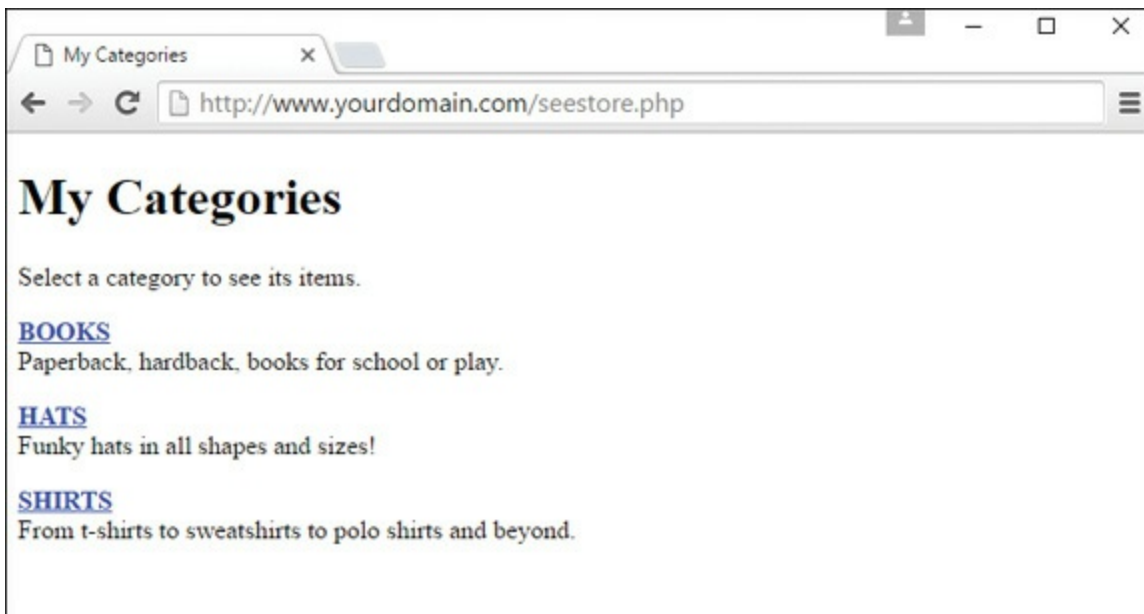 My Categories
http://www.yourdomain.com/seestore.php
My Categories
Select a category to see its items.
BOOKS
Paperback, hardback, books for school or play.
HATS
Funky hats in all shapes and sizes!
SHIRTS
From t-shirts to sweatshirts to polo shirts and beyond.